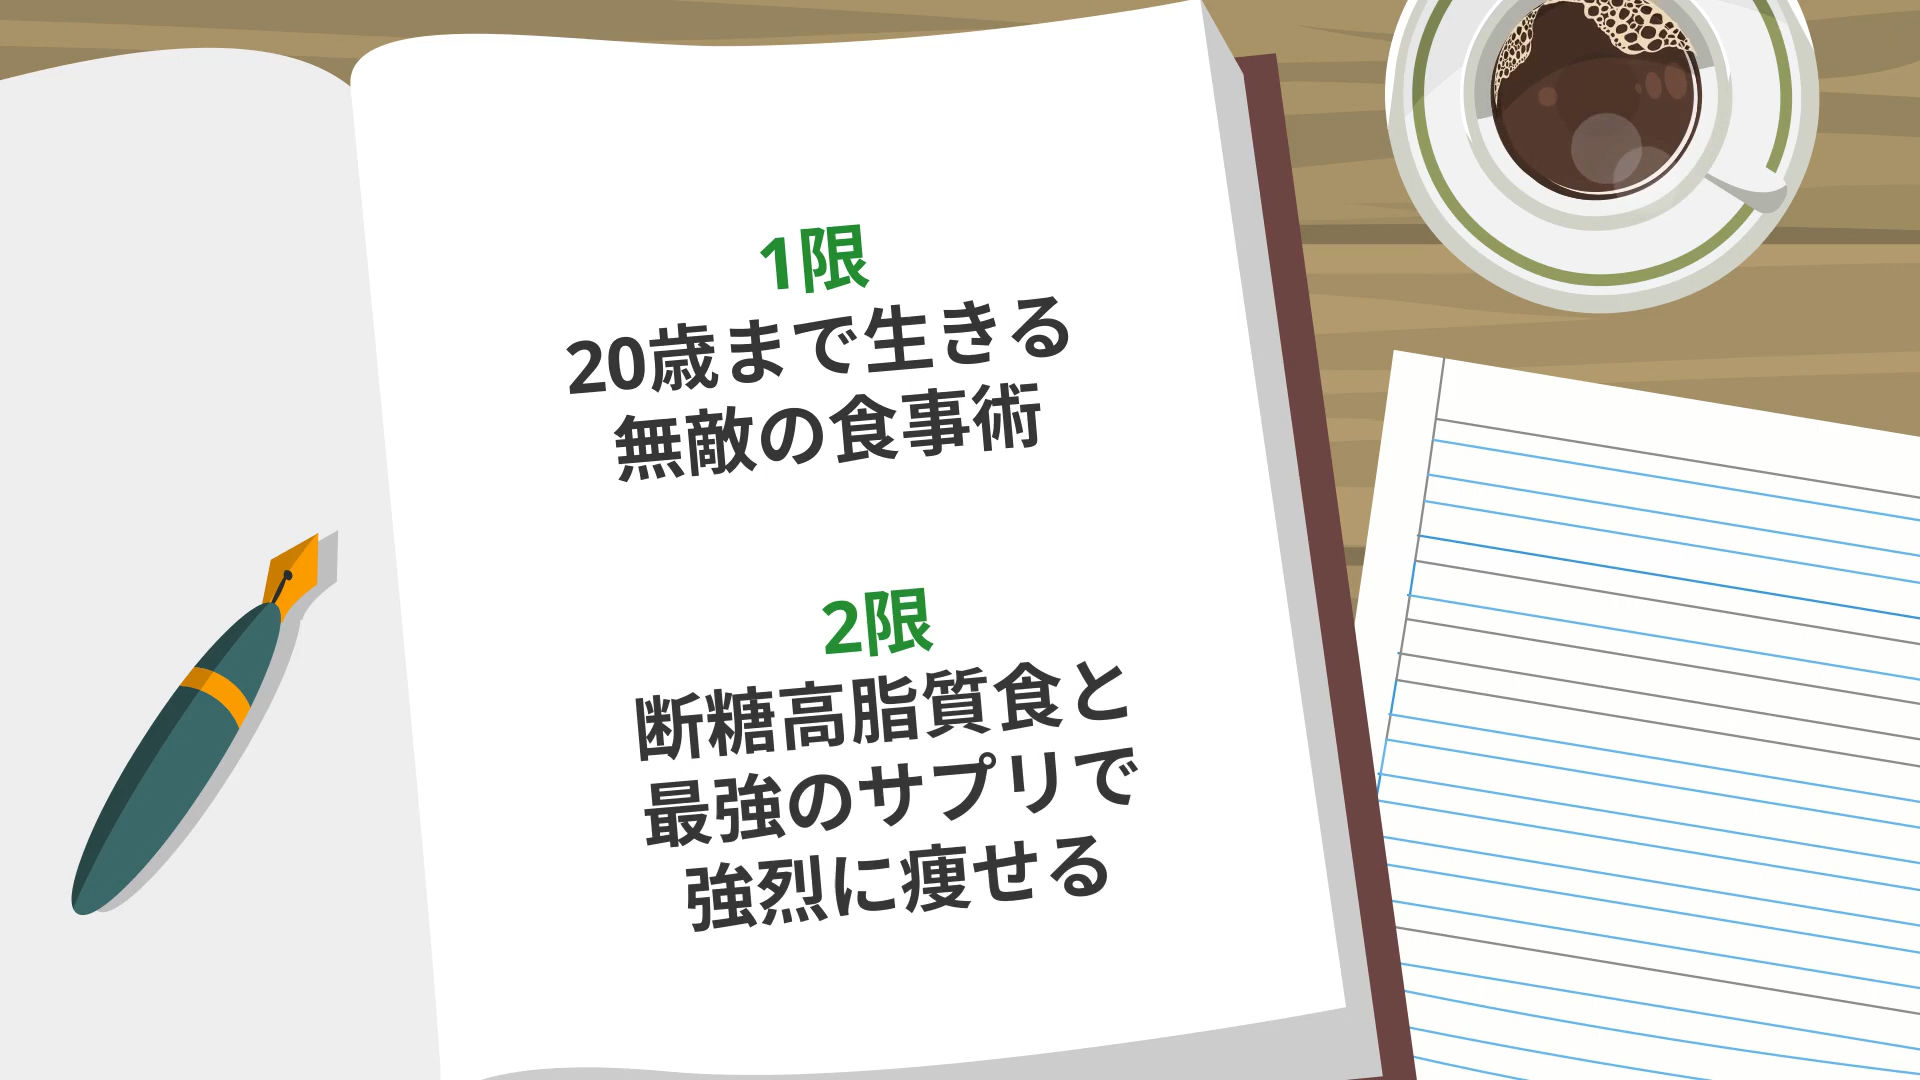 1限
20歳まで生きる
無敵の食事術
2限
断糖高脂質食と
最強のサプリで
強烈に痩せる